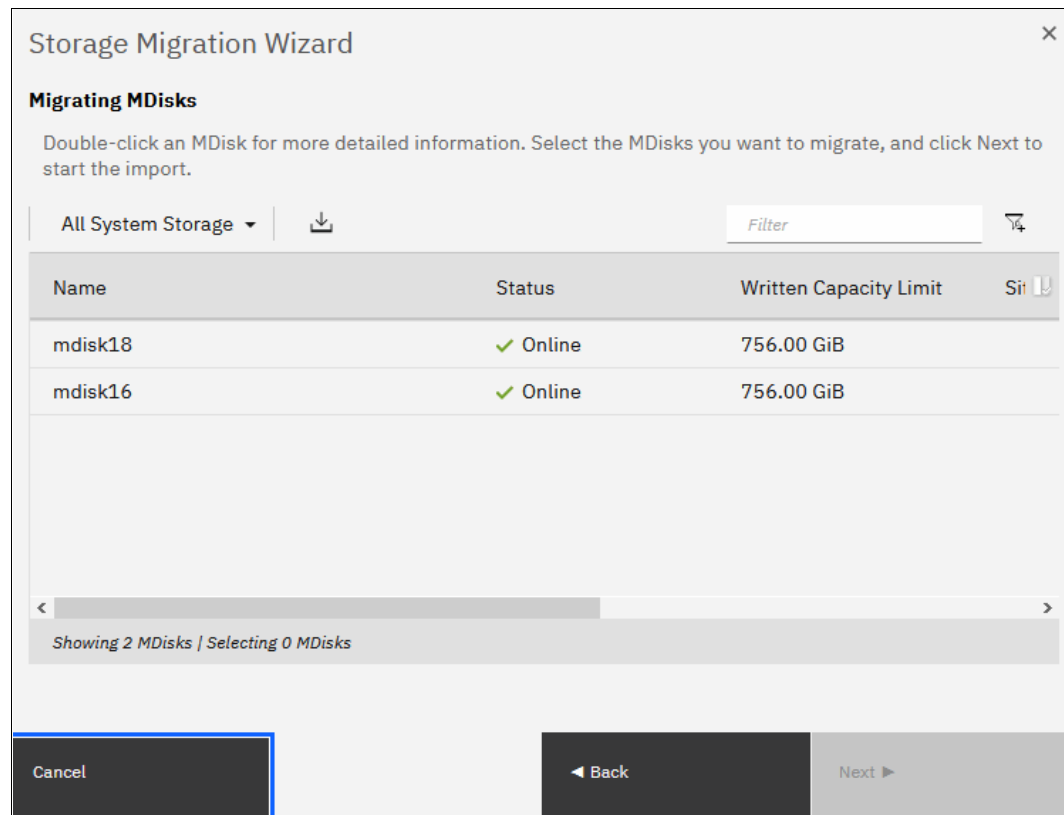 Storage Migration Wizard
Migrating MDisks
Double-click an MDisk for more detailed information. Select the MDisks you want to migrate, and click Next to
start the import.
All System Storage
Filter
Name Status Written Capacity Limit
mdisk18 Online 756.00 GiB
mdisk16 Online 756.00 GiB
Showing 2 MDisks | Selecting 0 MDisks
Cancel Back Next